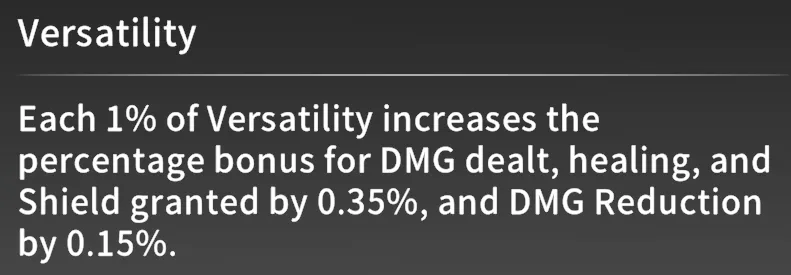 Versatility
Each 1% of Versatility increases the
percentage bonus for DMG dealt, healing, and
Shield granted by 0.35%, and DMG Reduction
by 0.15%.